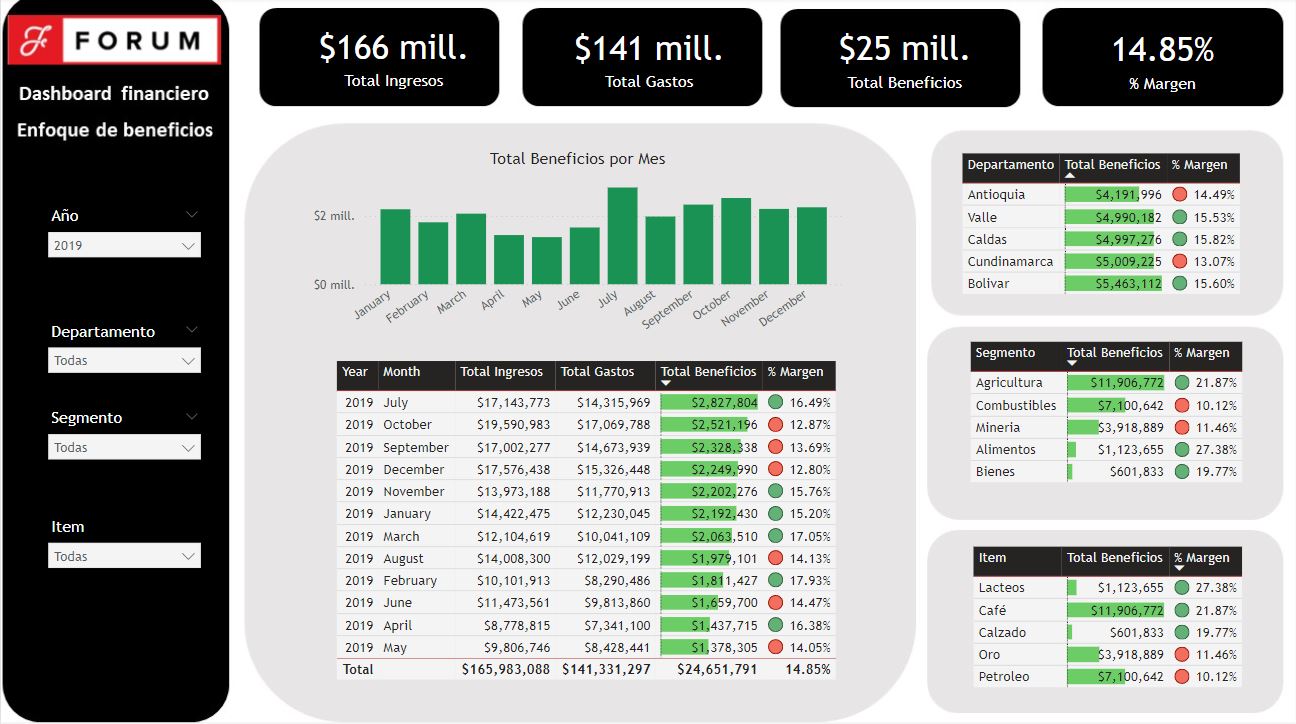 FORUM
Dashboard financiero
Enfoque de beneficios
Año
2019
Departamento
Todas
Segmento
Todas
Item
Todas
$166 mill.
Total Ingresos
$141 mill.
Total Gastos
$25 mill.
Total Beneficios
14.85%
% Margen
Total Beneficios por Mes
$2 mill.
$0 mill.
January February March April May June July August September October November December
Year Month Total Ingresos Total Gastos Total Beneficios % Margen
2019 July $17,143,773 $14,315,969 $2,827,804 16.49%
2019 October $19,590,983 $17,069,788 $2,521,196 12.87%
2019 September $17,002,277 $14,673,939 $2,328,338 13.69%
2019 December $17,576,438 $15,326,448 $2,249,990 12.80%
2019 November $13,973,188 $11,770,913 $2,202,276 15.76%
2019 January $14,422,475 $12,230,045 $2,192,430 15.20%
2019 March $12,104,619 $10,041,109 $2,063,510 17.05%
2019 August $14,008,300 $12,029,199 $1,979,101 14.13%
2019 February $10,101,913 $8,290,486 $1,811,427 17.93%
2019 June $11,473,561 $9,813,860 $1,659,700 14.47%
2019 April $8,778,815 $7,341,100 $1,437,715 16.38%
2019 May $9,806,746 $8,428,441 $1,378,305 14.05%
Total $165,983,088 $141,331,297 $24,651,791 14.85%
Departamento Total Beneficios % Margen
Antioquia $4,191,996 14.49%
Valle $4,990,182 15.53%
Caldas $4,997,276 15.82%
Cundinamarca $5,009,225 13.07%
Bolivar $5,463,112 15.60%
Segmento Total Beneficios % Margen
Agricultura $11,906,772 21.87%
Combustibles $7,100,642 10.12%
Mineria $3,918,889 11.46%
Alimentos $1,123,655 27.38%
Bienes $601,833 19.77%
Item Total Beneficios % Margen
Lacteos $1,123,655 27.38%
Café $11,906,772 21.87%
Calzado $601,833 19.77%
Oro $3,918,889 11.46%
Petroleo $7,100,642 10.12%